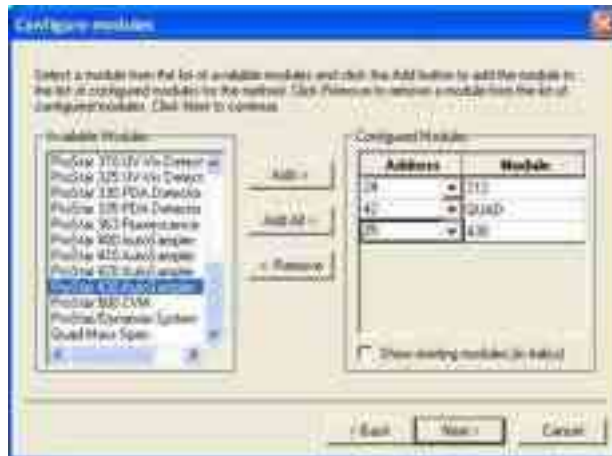 Configure modules
Select a module from the list of available modules and click the Add button to add the module to
the list of configured modules for the method. Click Remove to remove a module from the list of
configured modules. Click Next to continue.
Available Modules
ProStar 310 UV-Vis Detect
ProStar 325 UV-Vis Detect
ProStar 330 PDA Detector
ProStar 335 PDA Detector
ProStar 363 Fluorescence
ProStar 400 AutoSampler
ProStar 410 AutoSampler
ProStar 420 AutoSampler
ProStar 430 AutoSampler
ProStar 500 CVM
ProStar/Dynamax System
Quad Mass Spec
Add >
Add All >
< Remove
Configured Modules
Address Module
24 212
42 QUAD
430
Show existing modules (in italics)
< Back
Next >
Cancel